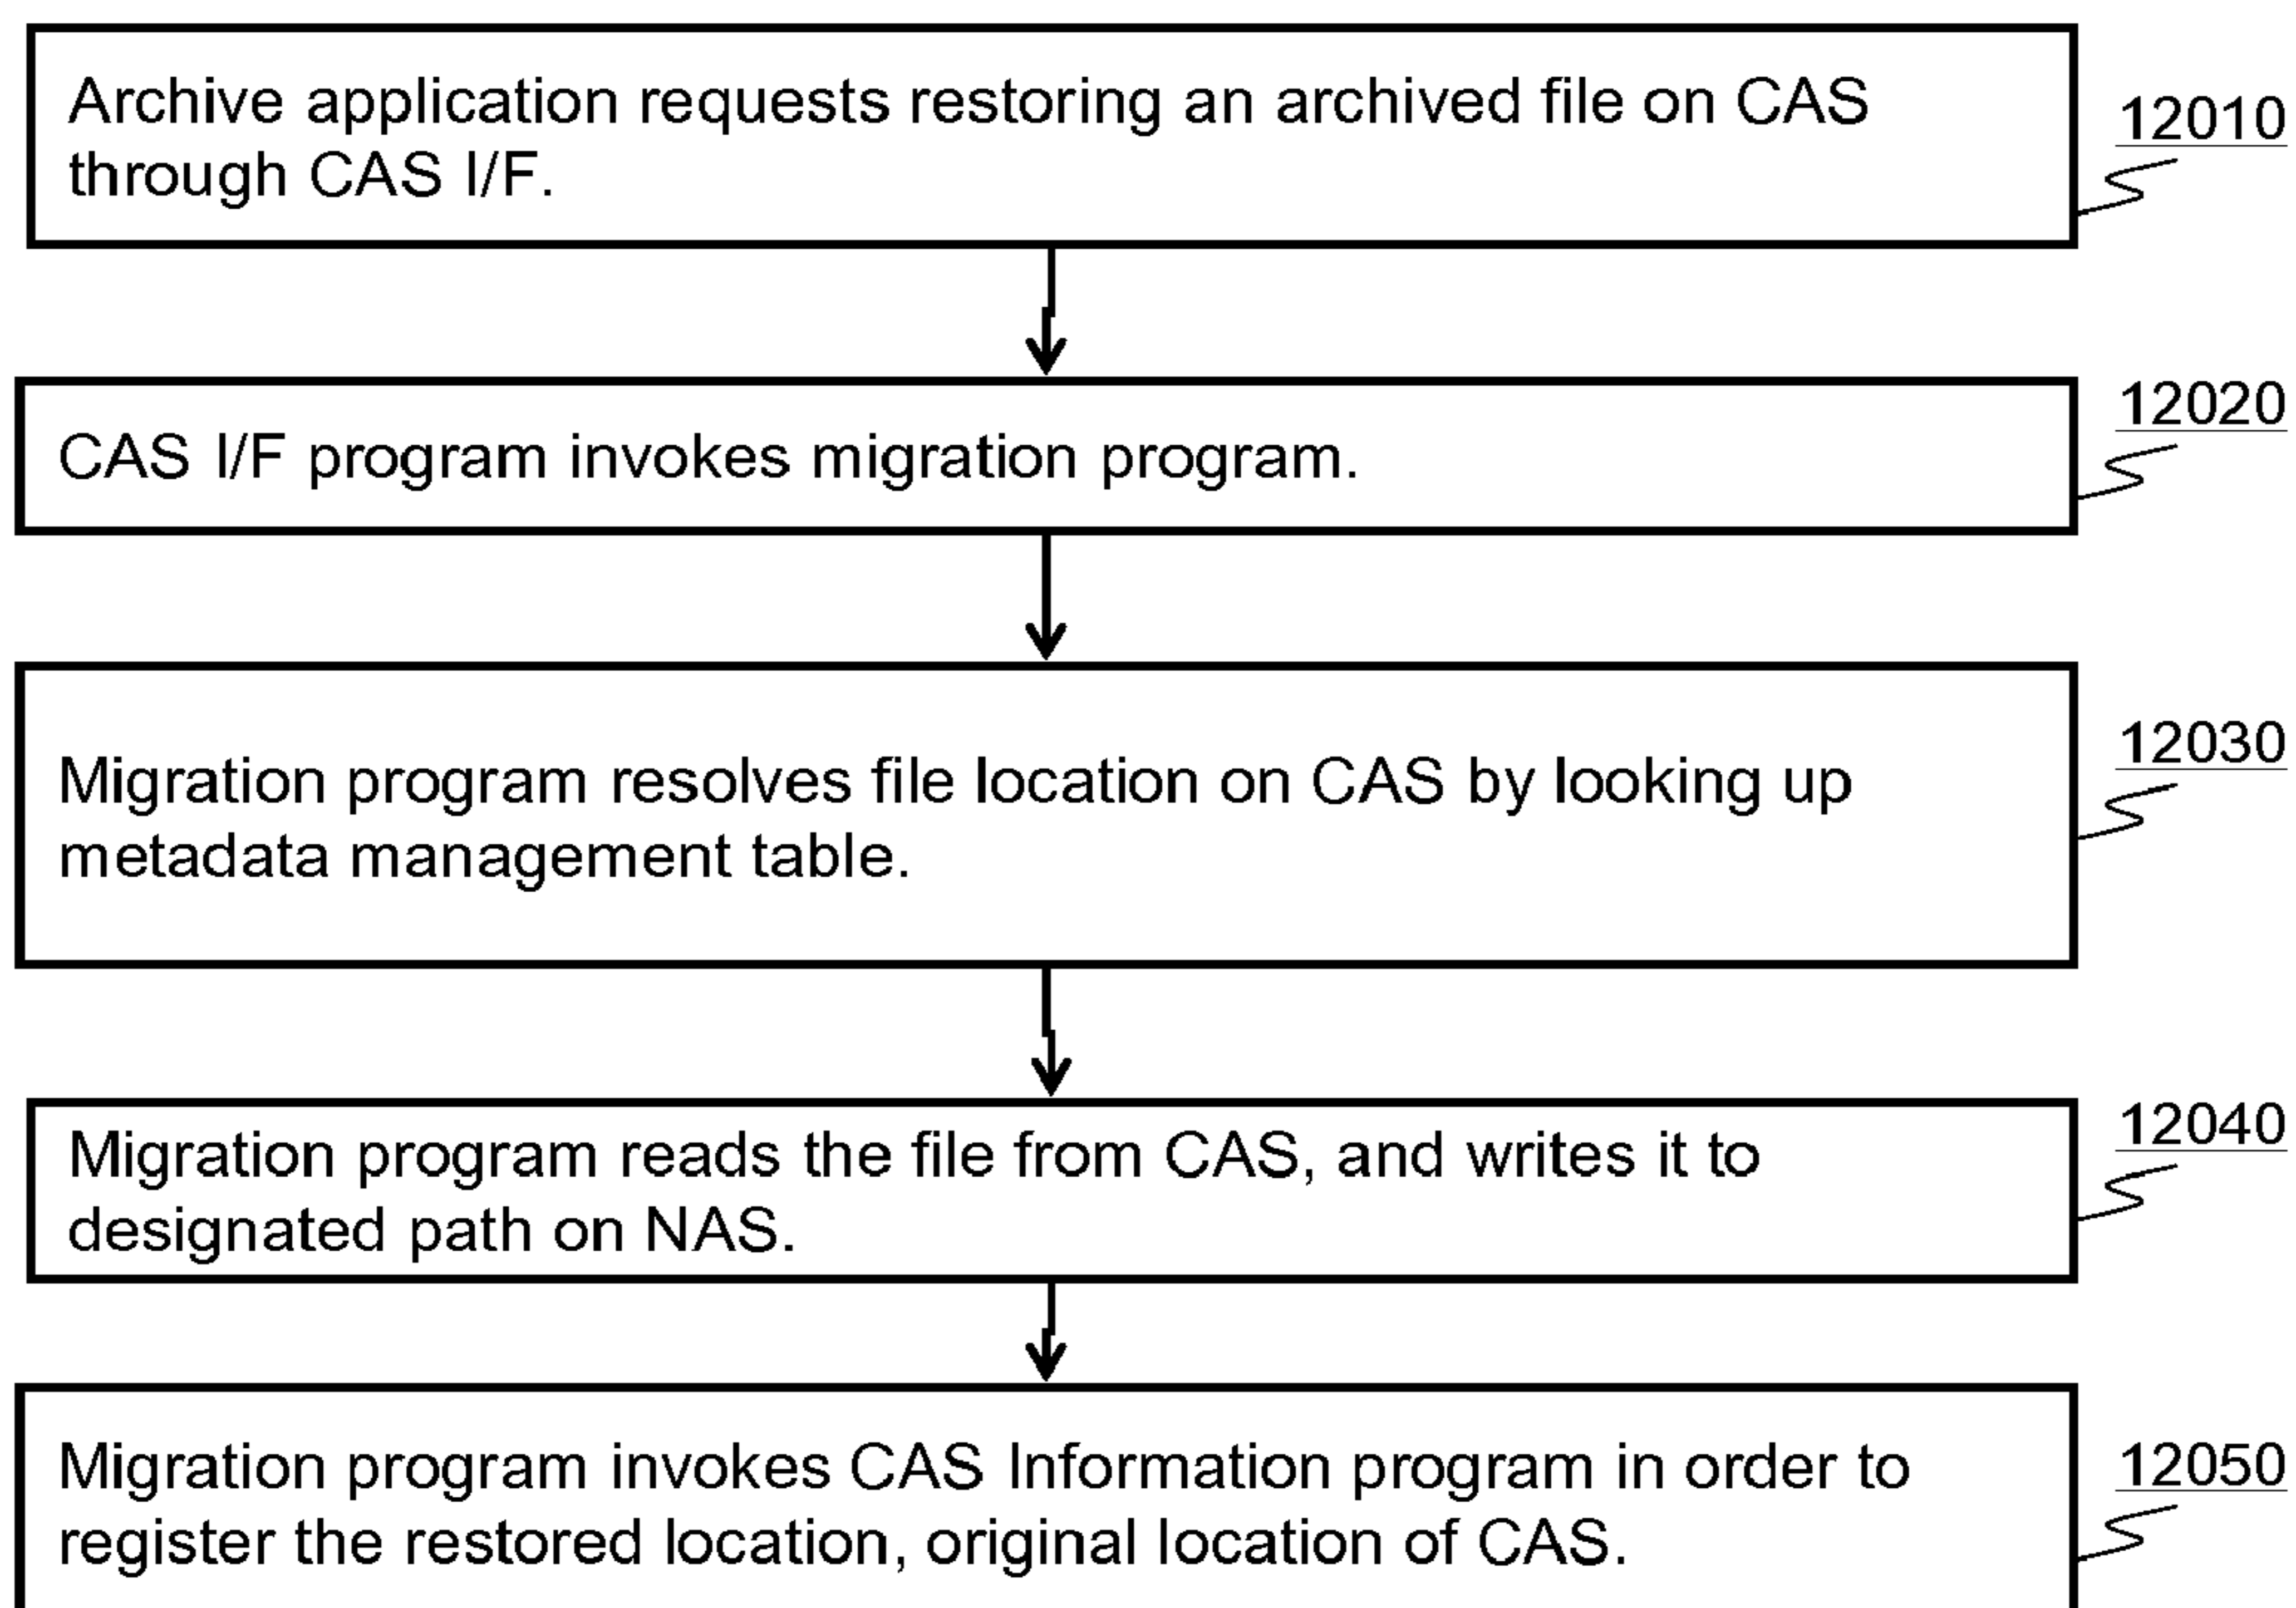 Archive application requests restoring an archived file on CAS
through CAS I/F.
12010
CAS I/F program invokes migration program.
12020
Migration program resolves file location on CAS by looking up
metadata management table.
12030
Migration program reads the file from CAS, and writes it to
designated path on NAS.
12040
Migration program invokes CAS Information program in order to
register the restored location, original location of CAS.
12050